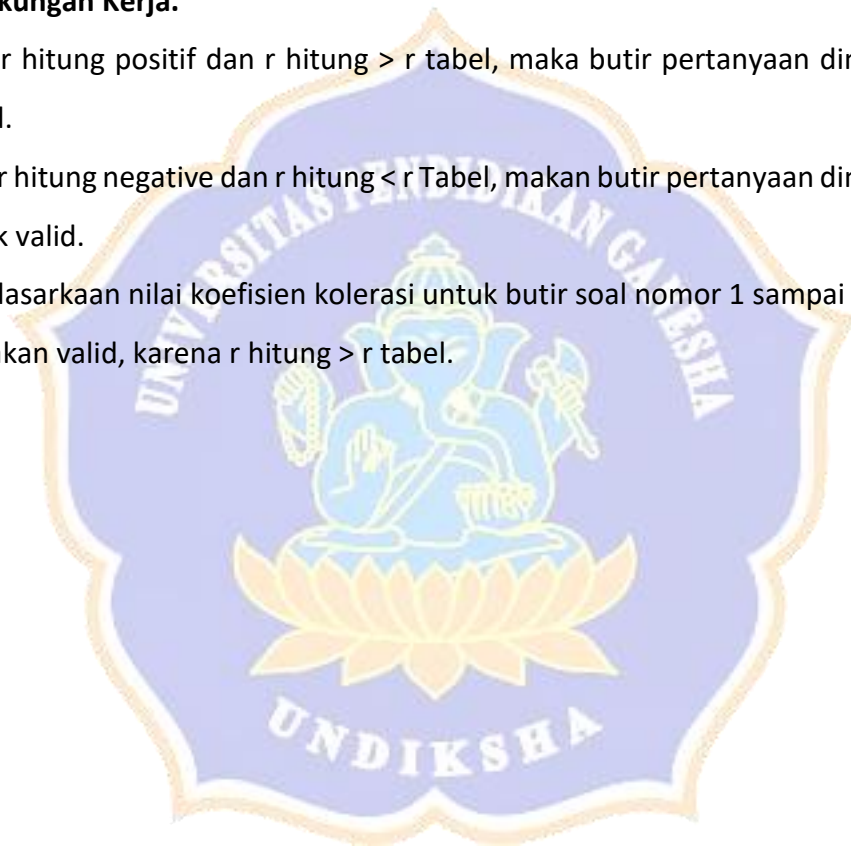 kungan Kerja.
r hitung positif dan r hitung > r tabel, maka butir pertanyaan din
.
r hitung negative dan r hitung < r Tabel, makan butir pertanyaan din
k valid.
lasarkaan nilai koefisien kolerasi untuk butir soal nomor 1 sampai
kan valid, karena r hitung > r tabel.
UNIVERSITAS PENDIDIKAN GANESHA
UNDIKSHA